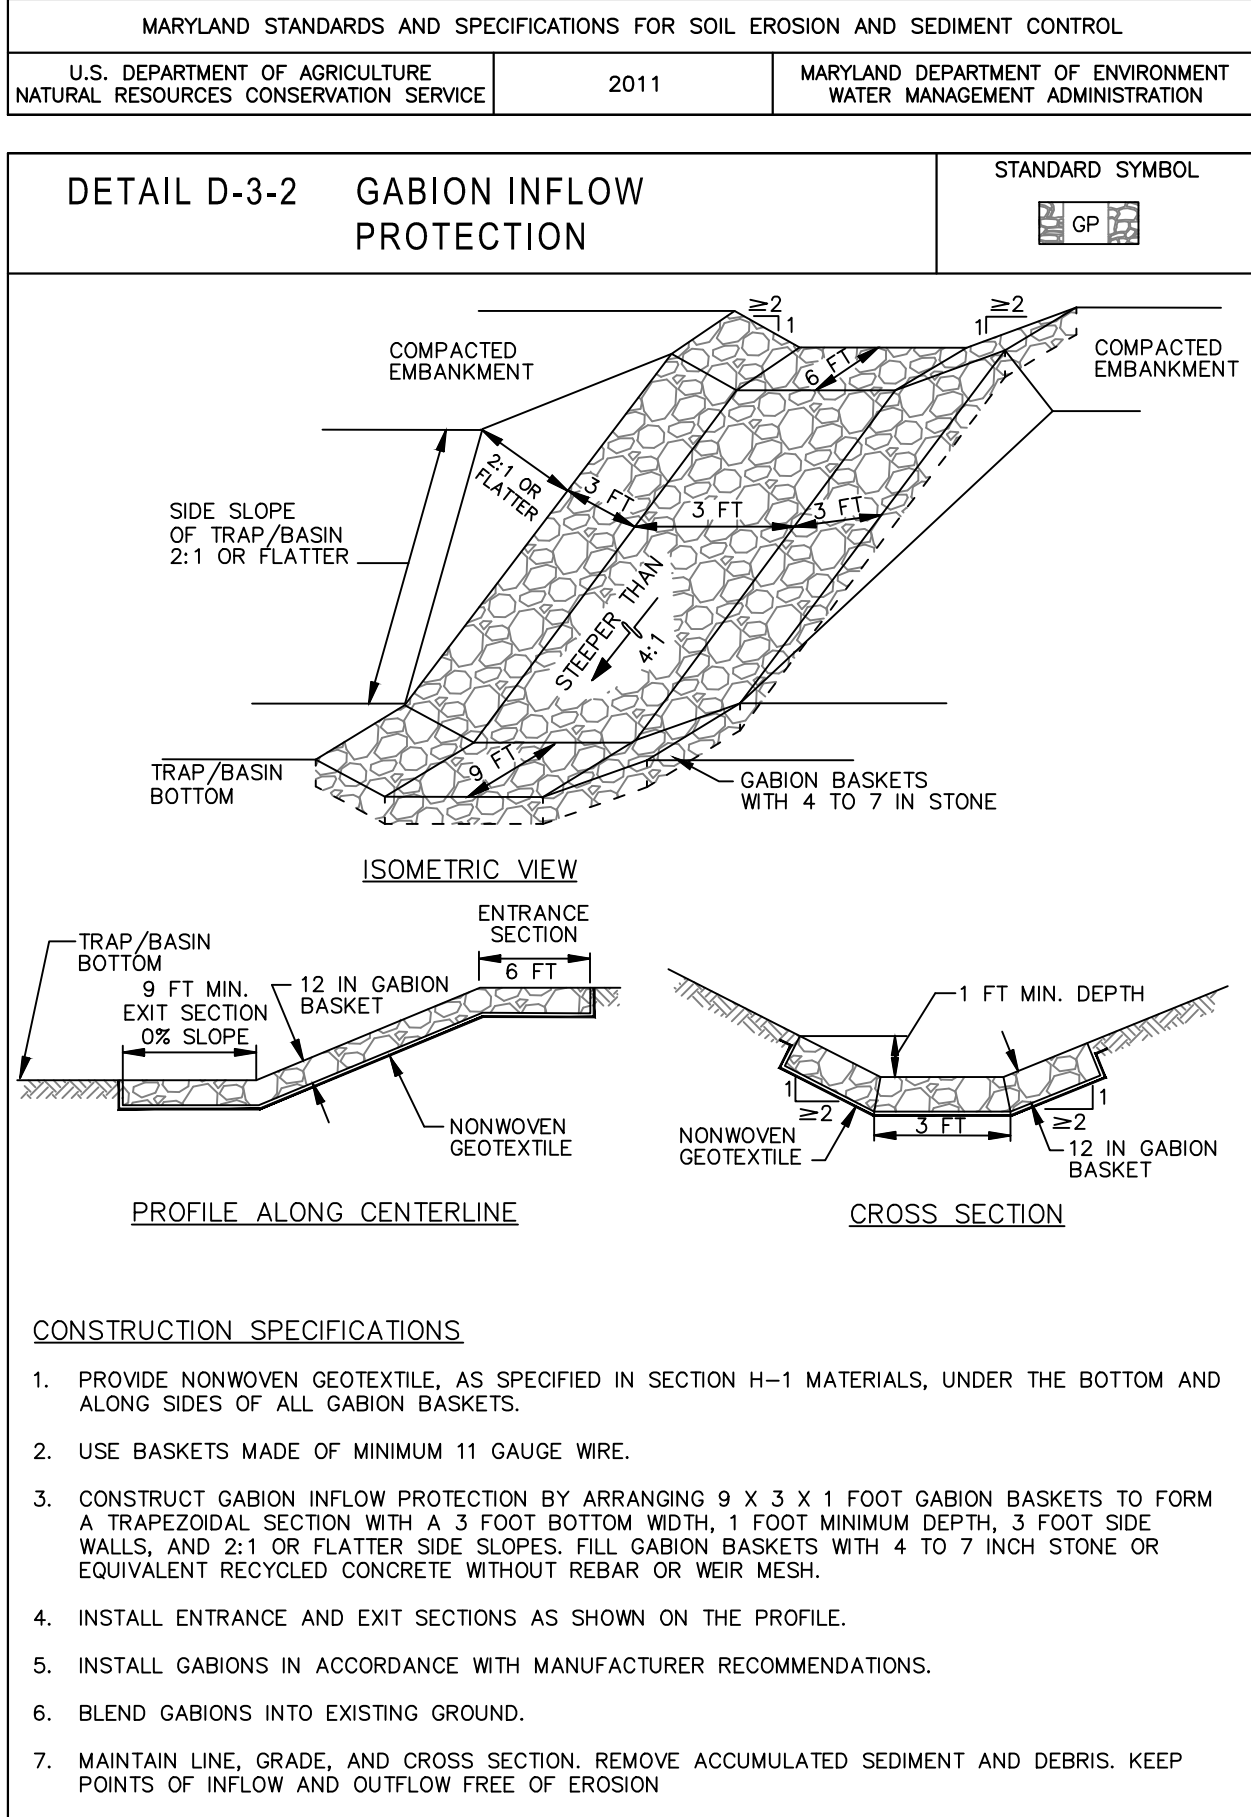 MARYLAND STANDARDS AND SPECIFICATIONS FOR SOIL EROSION AND SEDIMENT CONTROL
U.S. DEPARTMENT OF AGRICULTURE
NATURAL RESOURCES CONSERVATION SERVICE
2011
MARYLAND DEPARTMENT OF ENVIRONMENT
WATER MANAGEMENT ADMINISTRATION
DETAIL D-3-2 GABION INFLOW
PROTECTION
STANDARD SYMBOL
GP
≥2
1
≥2
1
COMPACTED
EMBANKMENT
6 FT
COMPACTED
EMBANKMENT
2:1 OR
FLATTER
3 FT
3 FT
3 FT
SIDE SLOPE
OF TRAP/BASIN
2:1 OR FLATTER
STEEPER THAN
4:1
9 FT
TRAP/BASIN
BOTTOM
GABION BASKETS
WITH 4 TO 7 IN STONE
ISOMETRIC VIEW
ENTRANCE
SECTION
6 FT
TRAP/BASIN
BOTTOM
9 FT MIN.
EXIT SECTION
0% SLOPE
12 IN GABION
BASKET
NONWOVEN
GEOTEXTILE
PROFILE ALONG CENTERLINE
1 FT MIN. DEPTH
1
≥2
3 FT
1
≥2
NONWOVEN
GEOTEXTILE
12 IN GABION
BASKET
CROSS SECTION
CONSTRUCTION SPECIFICATIONS
1. PROVIDE NONWOVEN GEOTEXTILE, AS SPECIFIED IN SECTION H-1 MATERIALS, UNDER THE BOTTOM AND
ALONG SIDES OF ALL GABION BASKETS.
2. USE BASKETS MADE OF MINIMUM 11 GAUGE WIRE.
3. CONSTRUCT GABION INFLOW PROTECTION BY ARRANGING 9 X 3 X 1 FOOT GABION BASKETS TO FORM
A TRAPEZOIDAL SECTION WITH A 3 FOOT BOTTOM WIDTH, 1 FOOT MINIMUM DEPTH, 3 FOOT SIDE
WALLS, AND 2:1 OR FLATTER SIDE SLOPES. FILL GABION BASKETS WITH 4 TO 7 INCH STONE OR
EQUIVALENT RECYCLED CONCRETE WITHOUT REBAR OR WEIR MESH.
4. INSTALL ENTRANCE AND EXIT SECTIONS AS SHOWN ON THE PROFILE.
5. INSTALL GABIONS IN ACCORDANCE WITH MANUFACTURER RECOMMENDATIONS.
6. BLEND GABIONS INTO EXISTING GROUND.
7. MAINTAIN LINE, GRADE, AND CROSS SECTION. REMOVE ACCUMULATED SEDIMENT AND DEBRIS. KEEP
POINTS OF INFLOW AND OUTFLOW FREE OF EROSION